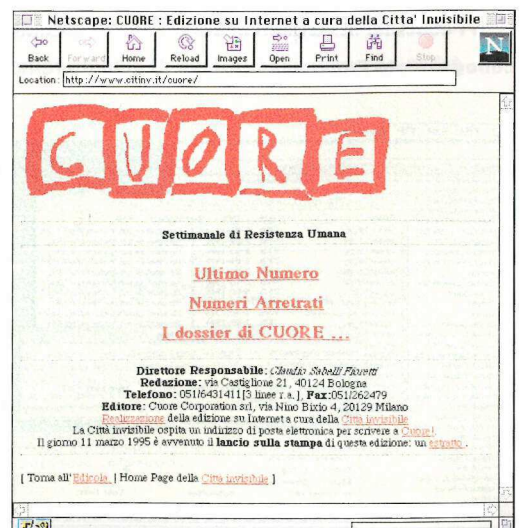 Netscape: CUORE : Edizione su Internet a cura della Citta' Invisibile
Back Forward Home Reload Images Open Print Find Stop
N
Location: http://www.citinv.it/cuore/
CUORE
Settimanale di Resistenza Umana
Ultimo Numero
Numeri Arretrati
I dossier di CUORE ...
Direttore Responsabile: Claudio Sabelli Fioretti
Redazione: via Castiglione 21, 40124 Bologna
Telefono: 051/6431411 [3 linee r.a.], Fax:051/262479
Editore: Cuore Corporation srl, via Nino Bixio 4, 20129 Milano
Realizzazione della edizione su Internet a cura della Città invisibile
La Città invisibile ospita un indirizzo di posta elettronica per scrivere a Cuore!.
Il giorno 11 marzo 1995 è avvenuto il lancio sulla stampa di questa edizione: un estratto .
[ Torna all'Edicola | Home Page della Città invisibile ]